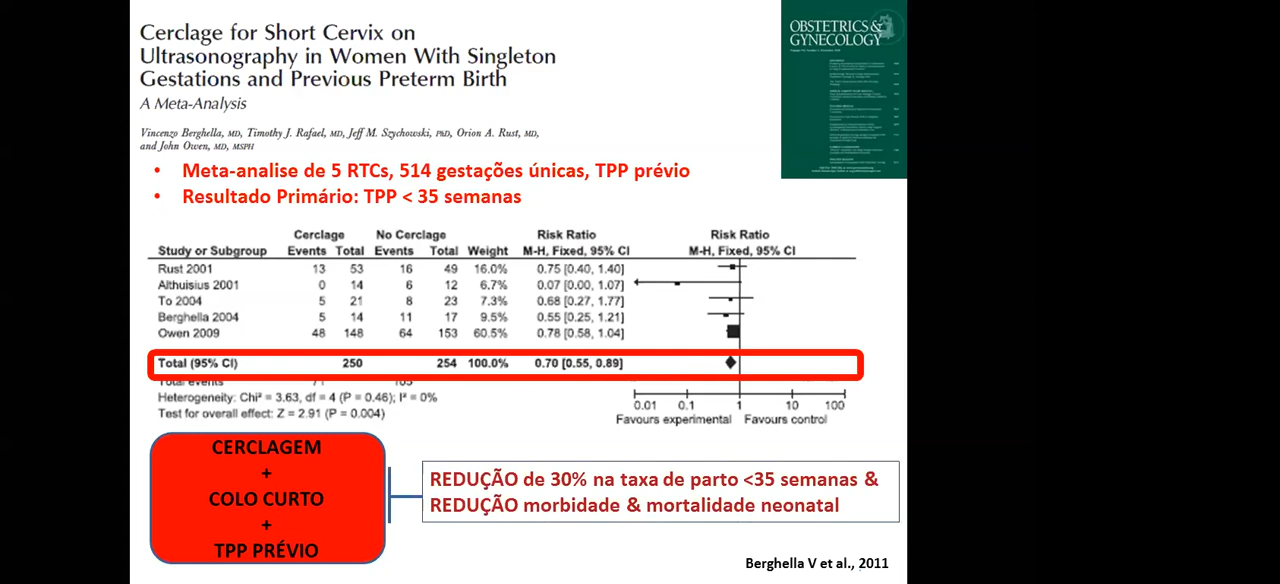 Cerclage for Short Cervix on
Ultrasonography in Women With Singleton
Gestations and Previous Preterm Birth
A Meta-Analysis
Vincenzo Berghella, MD, Timothy J. Rafael, MD, Jeff M. Szychowski, PhD, Orion A. Rust, MD,
and John Owen, MD, MSPH
OBSTETRICS &
GYNECOLOGY
• Meta-analise de 5 RTCs, 514 gestações únicas, TPP prévio
• Resultado Primário: TPP < 35 semanas
Cerclage No Cerclage Risk Ratio Risk Ratio
Study or Subgroup Events Total Events Total Weight M-H, Fixed, 95% CI M-H, Fixed, 95% CI
Rust 2001 13 53 16 49 16.0% 0.75 [0.40, 1.40]
Althuisius 2001 0 14 6 12 6.7% 0.07 [0.00, 1.07]
To 2004 5 21 8 23 7.3% 0.68 [0.27, 1.77]
Berghella 2004 5 14 11 17 9.5% 0.55 [0.25, 1.21]
Owen 2009 48 148 64 153 60.5% 0.78 [0.58, 1.04]
Total (95% CI) 250 254 100.0% 0.70 [0.55, 0.89]
Total events
Heterogeneity: Chi² = 3.63, df = 4 (P = 0.46); I² = 0%
Test for overall effect: Z = 2.91 (P = 0.004)
0.01 0.1 1 10 100
Favours experimental Favours control
CERCLAGEM
+
COLO CURTO
+
TPP PRÉVIO
REDUÇÃO de 30% na taxa de parto <35 semanas &
REDUÇÃO morbidade & mortalidade neonatal
Berghella V et al., 2011